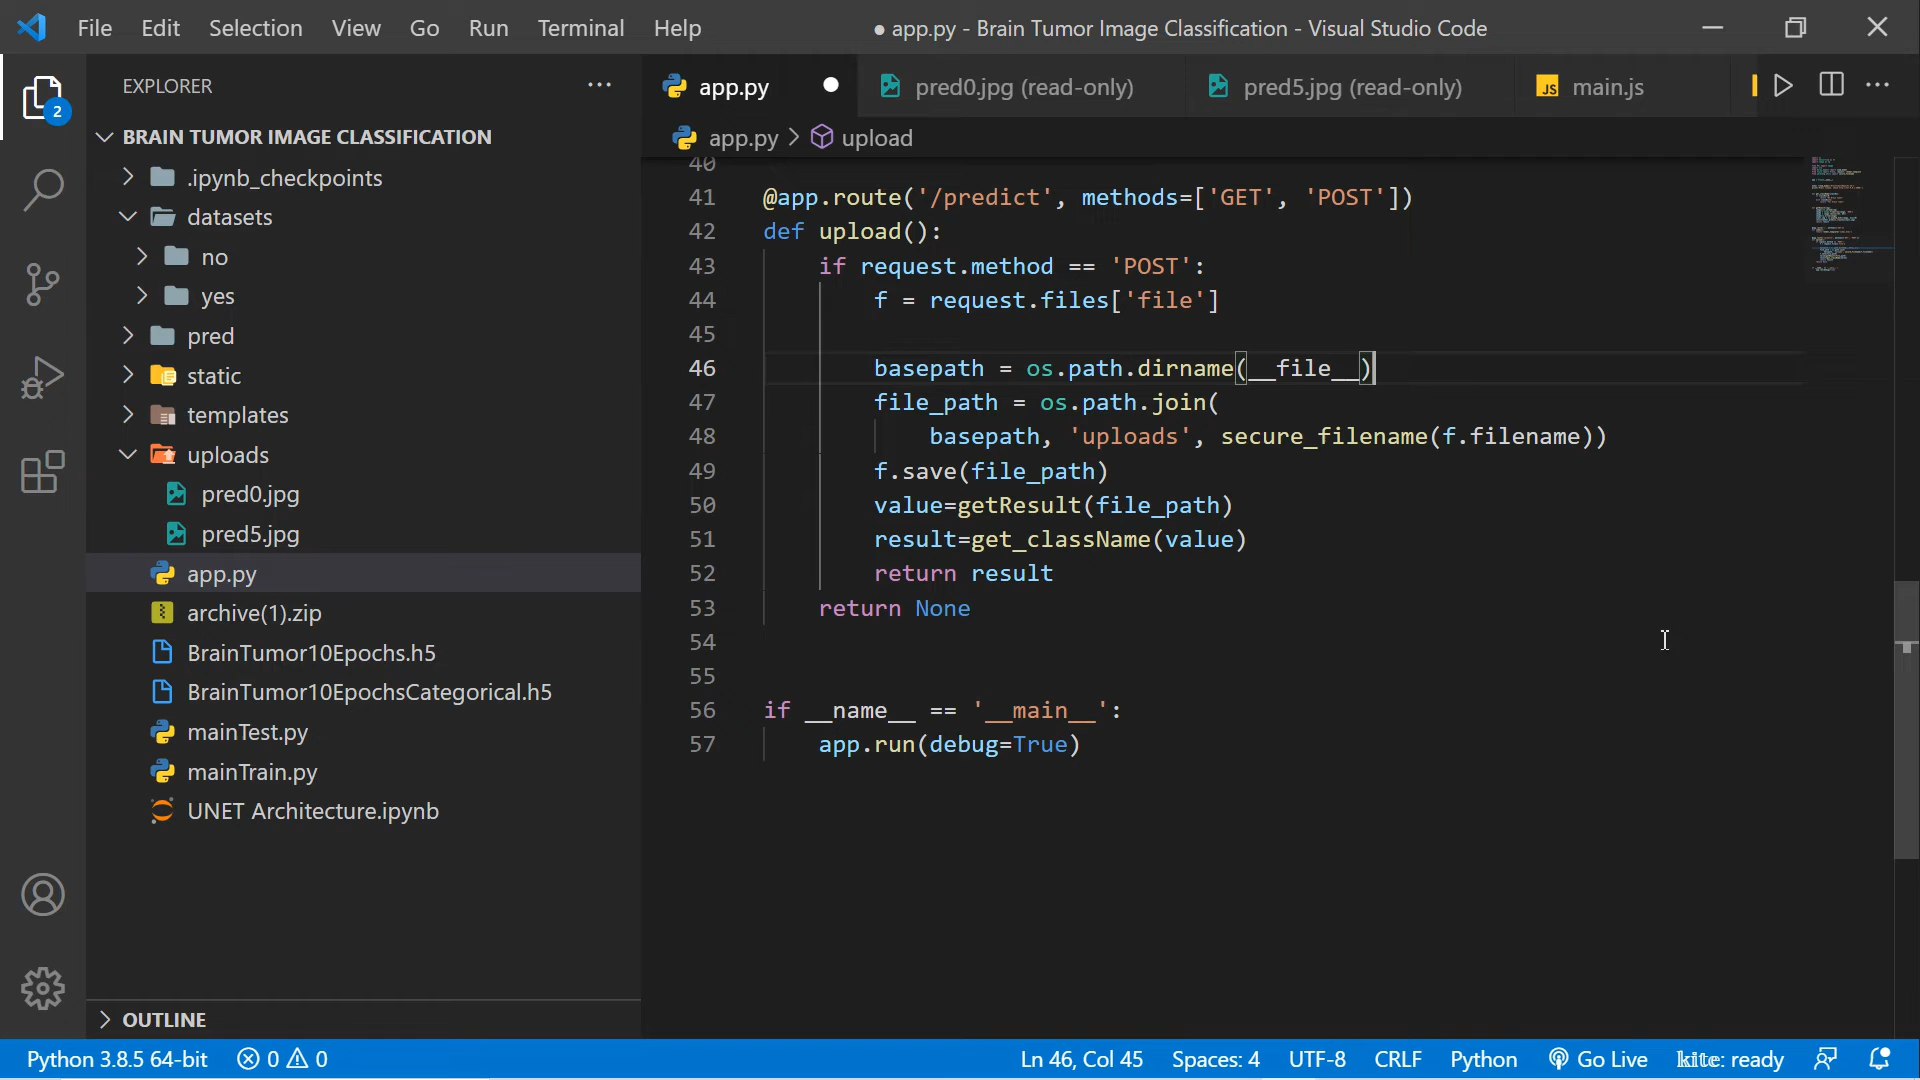 File Edit Selection View Go Run Terminal Help
● app.py - Brain Tumor Image Classification - Visual Studio Code
EXPLORER
2
BRAIN TUMOR IMAGE CLASSIFICATION
.ipynb_checkpoints
datasets
no
yes
pred
static
templates
uploads
pred0.jpg
pred5.jpg
app.py
archive(1).zip
BrainTumor10Epochs.h5
BrainTumor10EpochsCategorical.h5
mainTest.py
mainTrain.py
UNET Architecture.ipynb
OUTLINE
app.py
pred0.jpg (read-only)
pred5.jpg (read-only)
JS main.js
app.py > upload
40
41 @app.route('/predict', methods=['GET', 'POST'])
42 def upload():
43     if request.method == 'POST':
44         f = request.files['file']
45
46         basepath = os.path.dirname(__file__)
47         file_path = os.path.join(
48             basepath, 'uploads', secure_filename(f.filename))
49         f.save(file_path)
50         value=getResult(file_path)
51         result=get_className(value)
52         return result
53     return None
54
55
56 if __name__ == '__main__':
57     app.run(debug=True)
Python 3.8.5 64-bit 0 0 Ln 46, Col 45 Spaces: 4 UTF-8 CRLF Python Go Live kite: ready